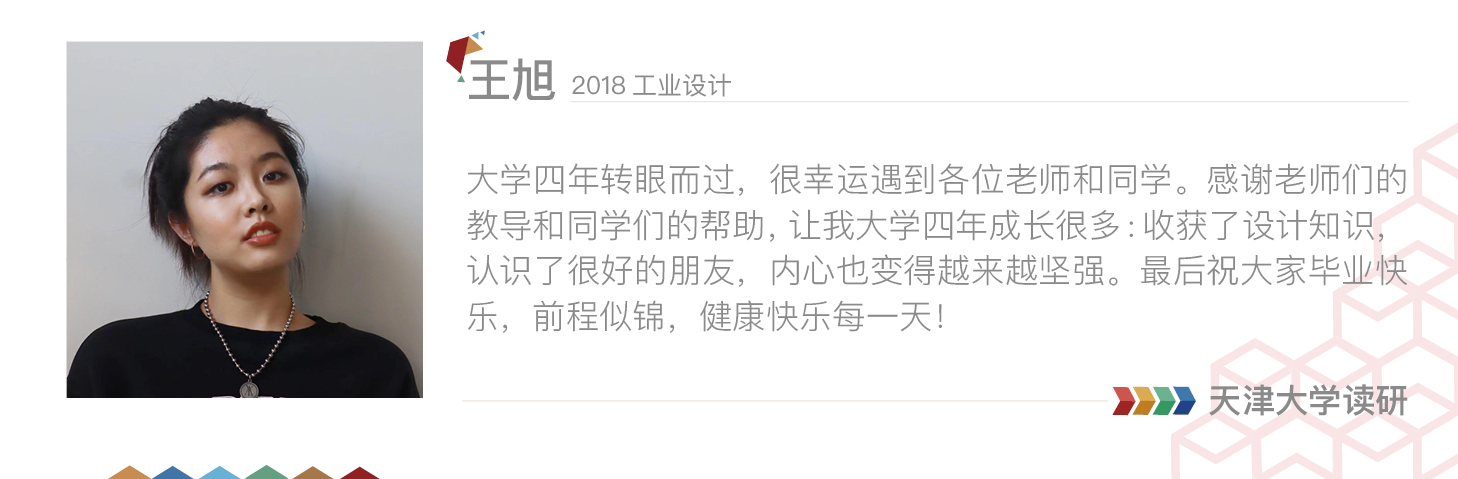 王旭 2018 工业设计
大学四年转眼而过，很幸运遇到各位老师和同学。感谢老师们的
教导和同学们的帮助，让我大学四年成长很多：收获了设计知识，
认识了很好的朋友，内心也变得越来越坚强。最后祝大家毕业快
乐，前程似锦，健康快乐每一天！
天津大学读研